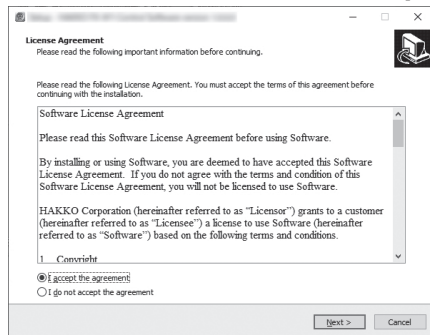 License Agreement
Please read the following important information before continuing.
Please read the following License Agreement. You must accept the terms of this agreement before
continuing with the installation.
Software License Agreement
Please read this Software License Agreement before using Software.
By installing or using Software, you are deemed to have accepted this Software
License Agreement.  If you do not agree with the terms and condition of this
Software License Agreement, you will not be licensed to use Software.
HAKKO Corporation (hereinafter referred to as “Licensor”) grants to a customer
(hereinafter referred to as “Licensee”) a license to use Software (hereinafter
referred to as “Software”) based on the following terms and conditions.
1.  Copyright
I accept the agreement
I do not accept the agreement
Next >
Cancel